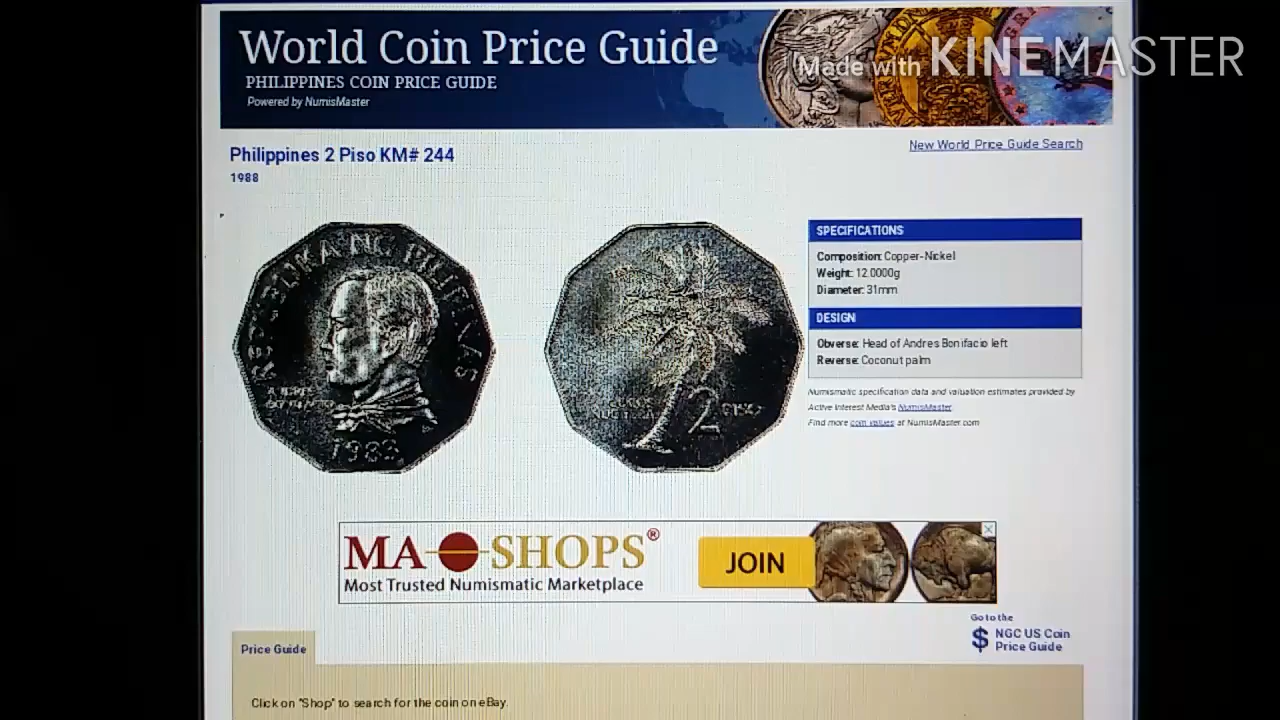 World Coin Price Guide
PHILIPPINES COIN PRICE GUIDE
Powered by NumisMaster
Made with KINEMASTER
Philippines 2 Piso KM# 244
1988
New World Price Guide Search
REPUBLIKA NG PILIPINAS
ANDRES
BONIFACIO
1988
2 PISO
SPECIFICATIONS
Composition: Copper-Nickel
Weight: 12.0000g
Diameter: 31mm
DESIGN
Obverse: Head of Andres Bonifacio left
Reverse: Coconut palm
Numismatic specification data and valuation estimates provided by
Active Interest Media's NumisMaster.
Find more coin values at NumisMaster.com
MA-SHOPS®
Most Trusted Numismatic Marketplace
JOIN
Go to the
$ NGC US Coin
Price Guide
Price Guide
Click on "Shop" to search for the coin on eBay.